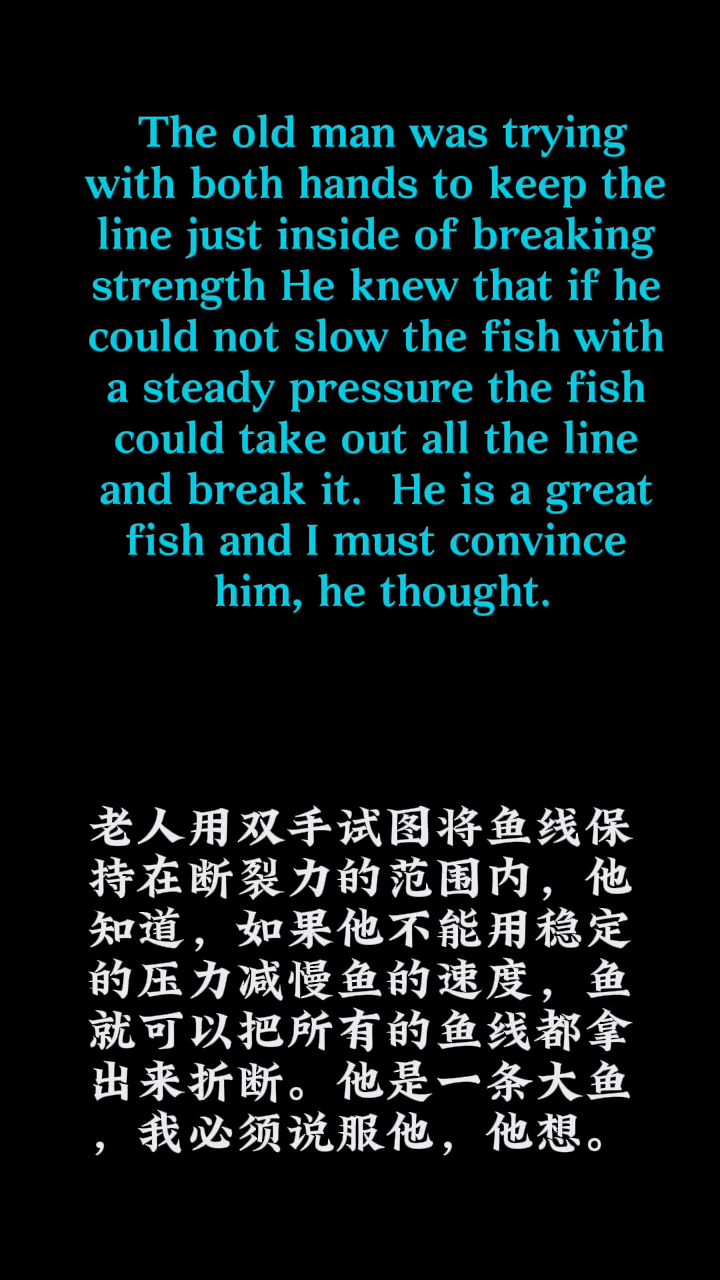 The old man was trying
with both hands to keep the
line just inside of breaking
strength He knew that if he
could not slow the fish with
a steady pressure the fish
could take out all the line
and break it.  He is a great
fish and I must convince
him, he thought.
老人用双手试图将鱼线保
持在断裂力的范围内，他
知道，如果他不能用稳定
的压力减慢鱼的速度，鱼
就可以把所有的鱼线都拿
出来折断。他是一条大鱼
，我必须说服他，他想。